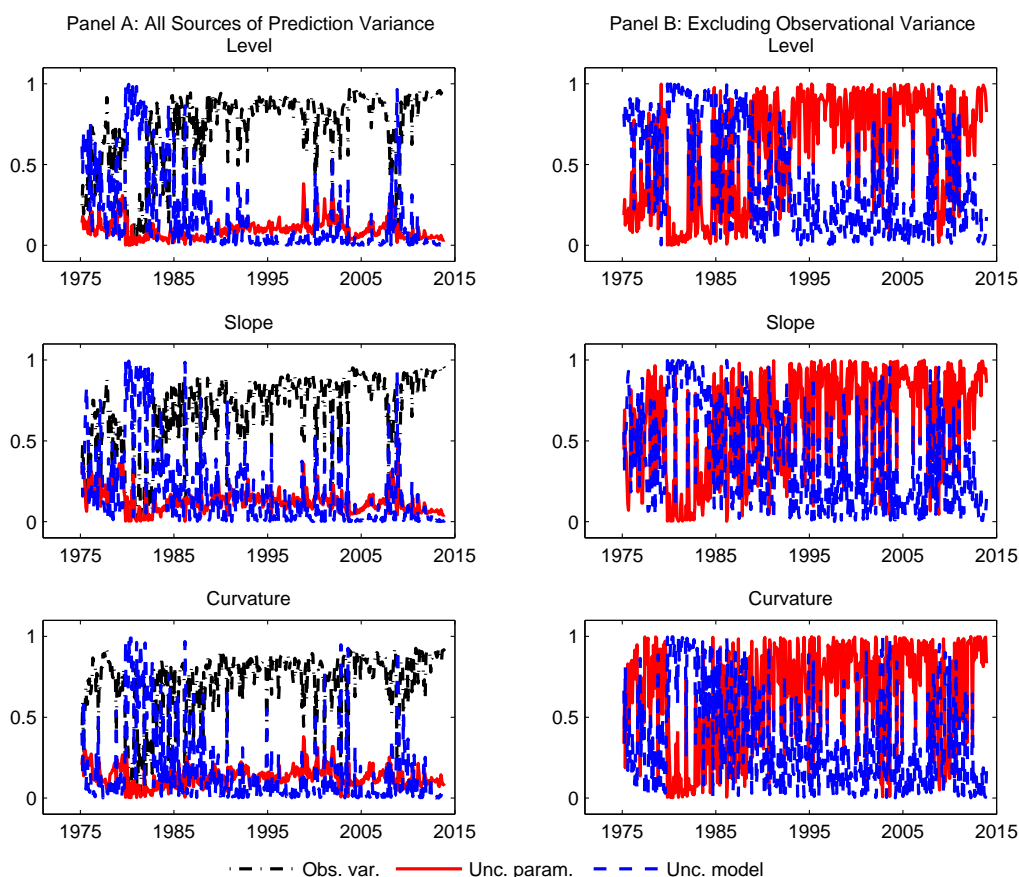 Panel A: All Sources of Prediction Variance
Level
1
0.5
0
1975 1985 1995 2005 2015
Panel B: Excluding Observational Variance
Level
1
0.5
0
1975 1985 1995 2005 2015
Slope
1
0.5
0
1975 1985 1995 2005 2015
Slope
1
0.5
0
1975 1985 1995 2005 2015
Curvature
1
0.5
0
1975 1985 1995 2005 2015
Curvature
1
0.5
0
1975 1985 1995 2005 2015
Obs. var. Unc. param. Unc. model